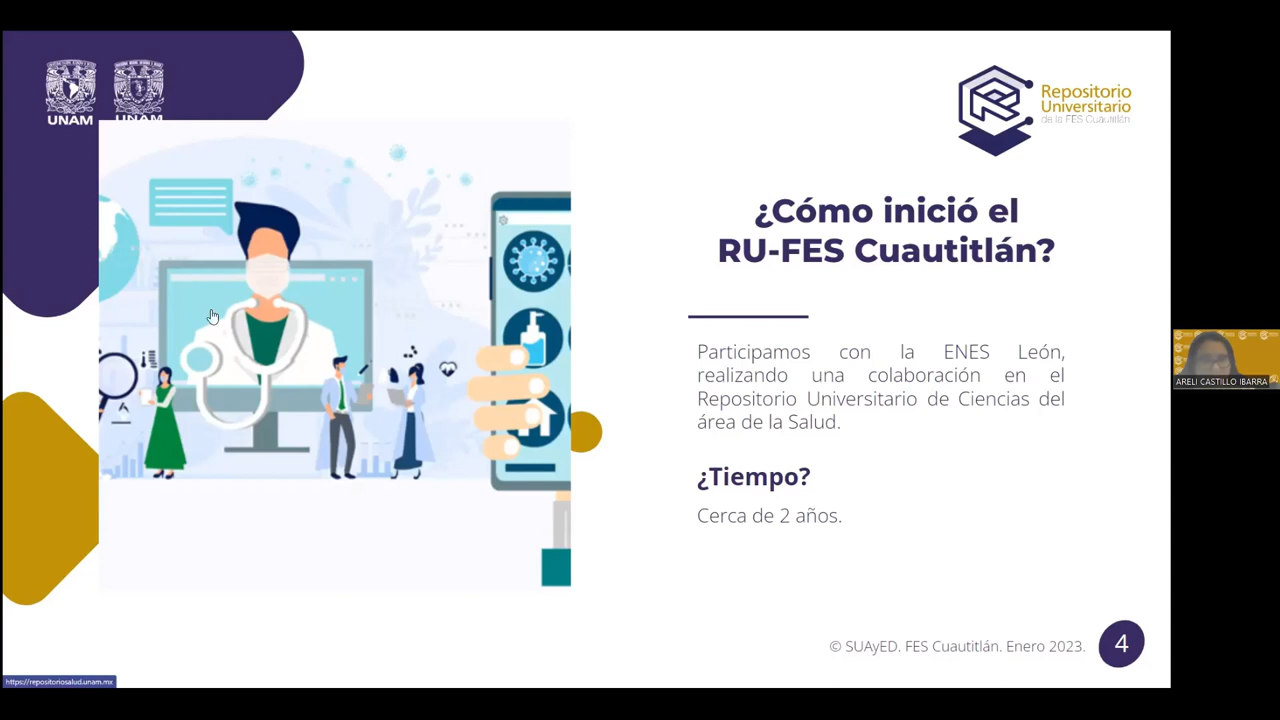 UNAM
UNAM
Repositorio
Universitario
de la FES Cuautitlán
¿Cómo inició el
RU-FES Cuautitlán?
Participamos con la ENES León,
realizando una colaboración en el
Repositorio Universitario de Ciencias del
área de la Salud.
¿Tiempo?
Cerca de 2 años.
ARELI CASTILLO IBARRA
© SUAyED. FES Cuautitlán. Enero 2023.
4
https://repositoriosalud.unam.mx